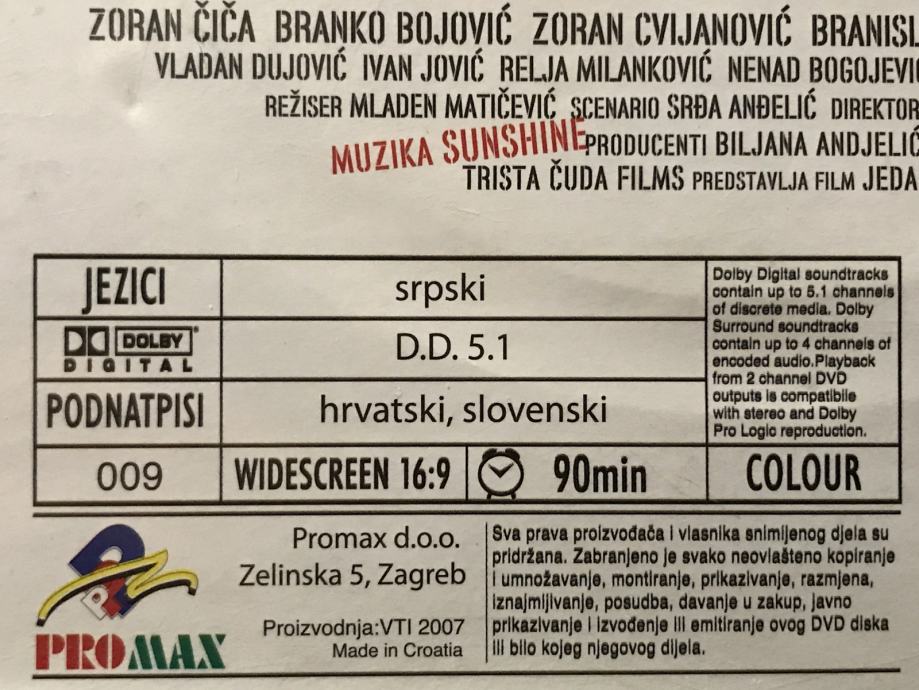 ZORAN ČIČA BRANKO BOJOVIĆ ZORAN CVIJANOVIĆ BRANISL
VLADAN DUJOVIĆ IVAN JOVIĆ RELJA MILANKOVIĆ NENAD BOGOJEVIĆ
REŽISER MLADEN MATIČEVIĆ SCENARIO SRĐA ANĐELIĆ DIREKTOR
MUZIKA SUNSHINE PRODUCENTI BILJANA ANDJELIĆ
TRISTA ČUDA FILMS PREDSTAVLJA FILM JEDA
JEZICI
srpski
DOLBY
DIGITAL
D.D. 5.1
PODNATPISI
hrvatski, slovenski
Dolby Digital soundtracks
contain up to 5.1 channels
of discrete media. Dolby
Surround soundtracks
contain up to 4 channels of
encoded audio.Playback
from 2 channel DVD
outputs is compatibile
with stereo and Dolby
Pro Logic reproduction.
009
WIDESCREEN 16:9
90min
COLOUR
PROMAX
Promax d.o.o.
Zelinska 5, Zagreb
Proizvodnja:VTI 2007
Made in Croatia
Sva prava proizvođača i vlasnika snimijenog djela su
pridržana. Zabranjeno je svako neovlašteno kopiranje
i umnožavanje, montiranje, prikazivanje, razmjena,
iznajmijivanje, posudba, davanje u zakup, javno
prikazivanje i izvođenje ili emitiranje ovog DVD diska
ili bilo kojeg njegovog dijela.